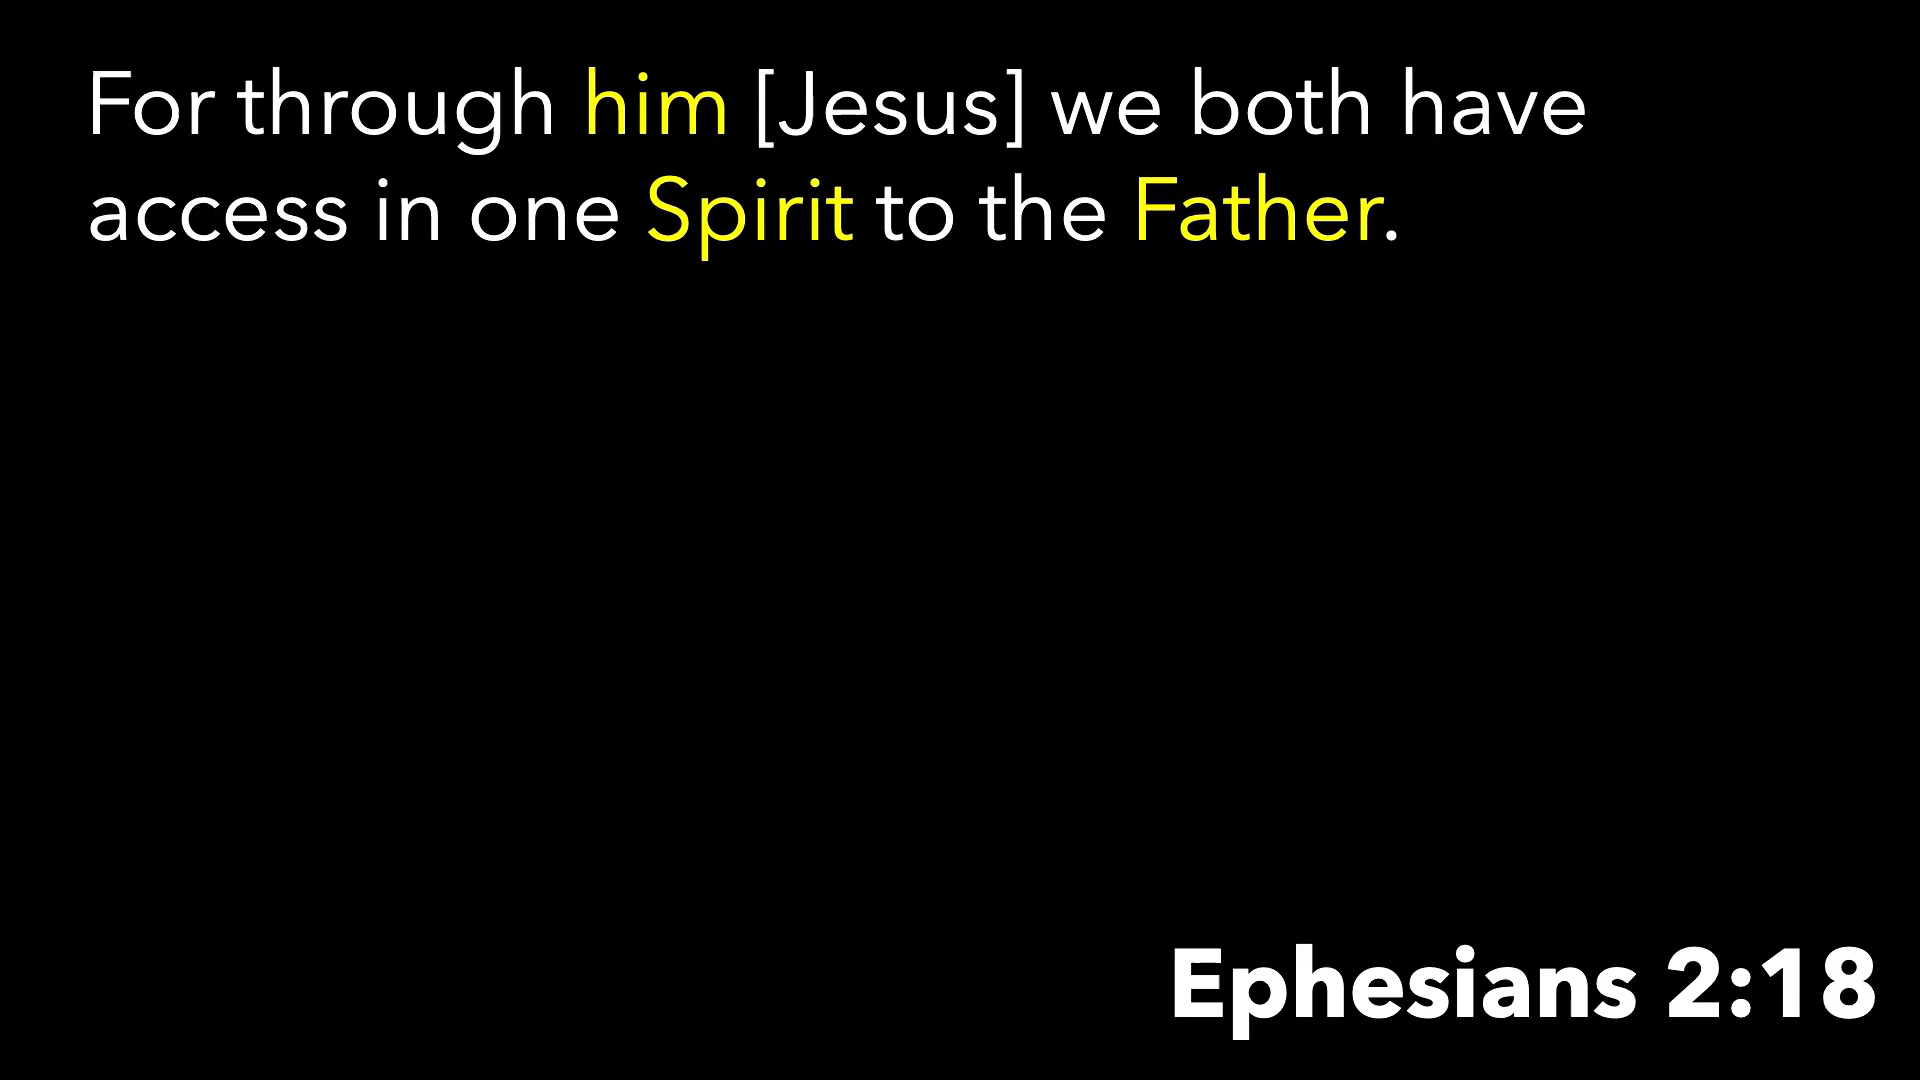 For through him [Jesus] we both have
access in one Spirit to the Father.
Ephesians 2:18